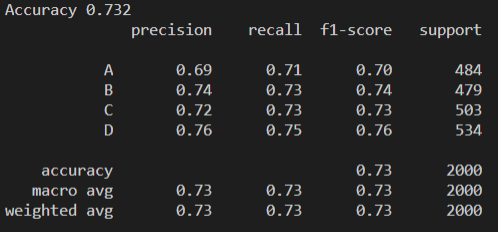 Accuracy 0.732
precision recall f1-score support
A 0.69 0.71 0.70 484
B 0.74 0.73 0.74 479
C 0.72 0.73 0.73 503
D 0.76 0.75 0.76 534
accuracy 0.73 2000
macro avg 0.73 0.73 0.73 2000
weighted avg 0.73 0.73 0.73 2000